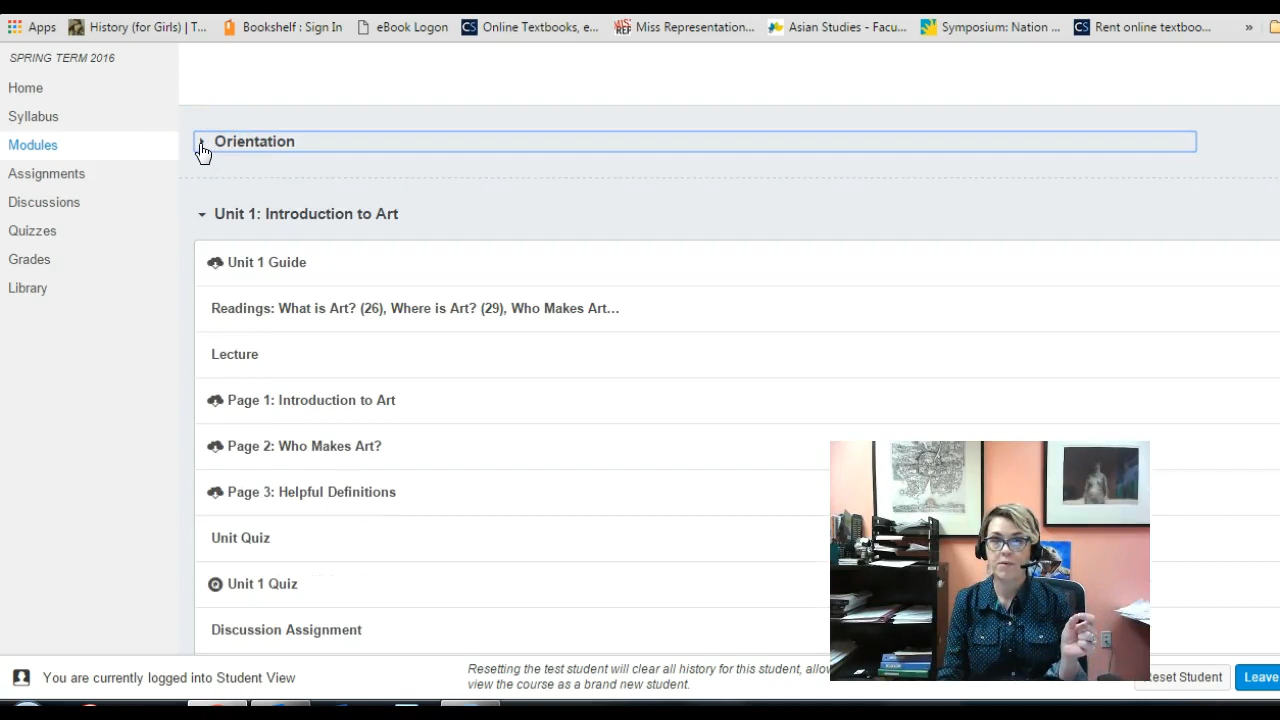 Apps History (for Girls) | T... Bookshelf : Sign In eBook Logon CS Online Textbooks, e... MISS REP Miss Representation... Asian Studies - Facu... Symposium: Nation ... CS Rent online textboo... »
SPRING TERM 2016
Home
Syllabus
Modules
Assignments
Discussions
Quizzes
Grades
Library
Orientation
Unit 1: Introduction to Art
Unit 1 Guide
Readings: What is Art? (26), Where is Art? (29), Who Makes Art...
Lecture
Page 1: Introduction to Art
Page 2: Who Makes Art?
Page 3: Helpful Definitions
Unit Quiz
Unit 1 Quiz
Discussion Assignment
You are currently logged into Student View
Resetting the test student will clear all history for this student, allo
view the course as a brand new student.
eset Student
Leave